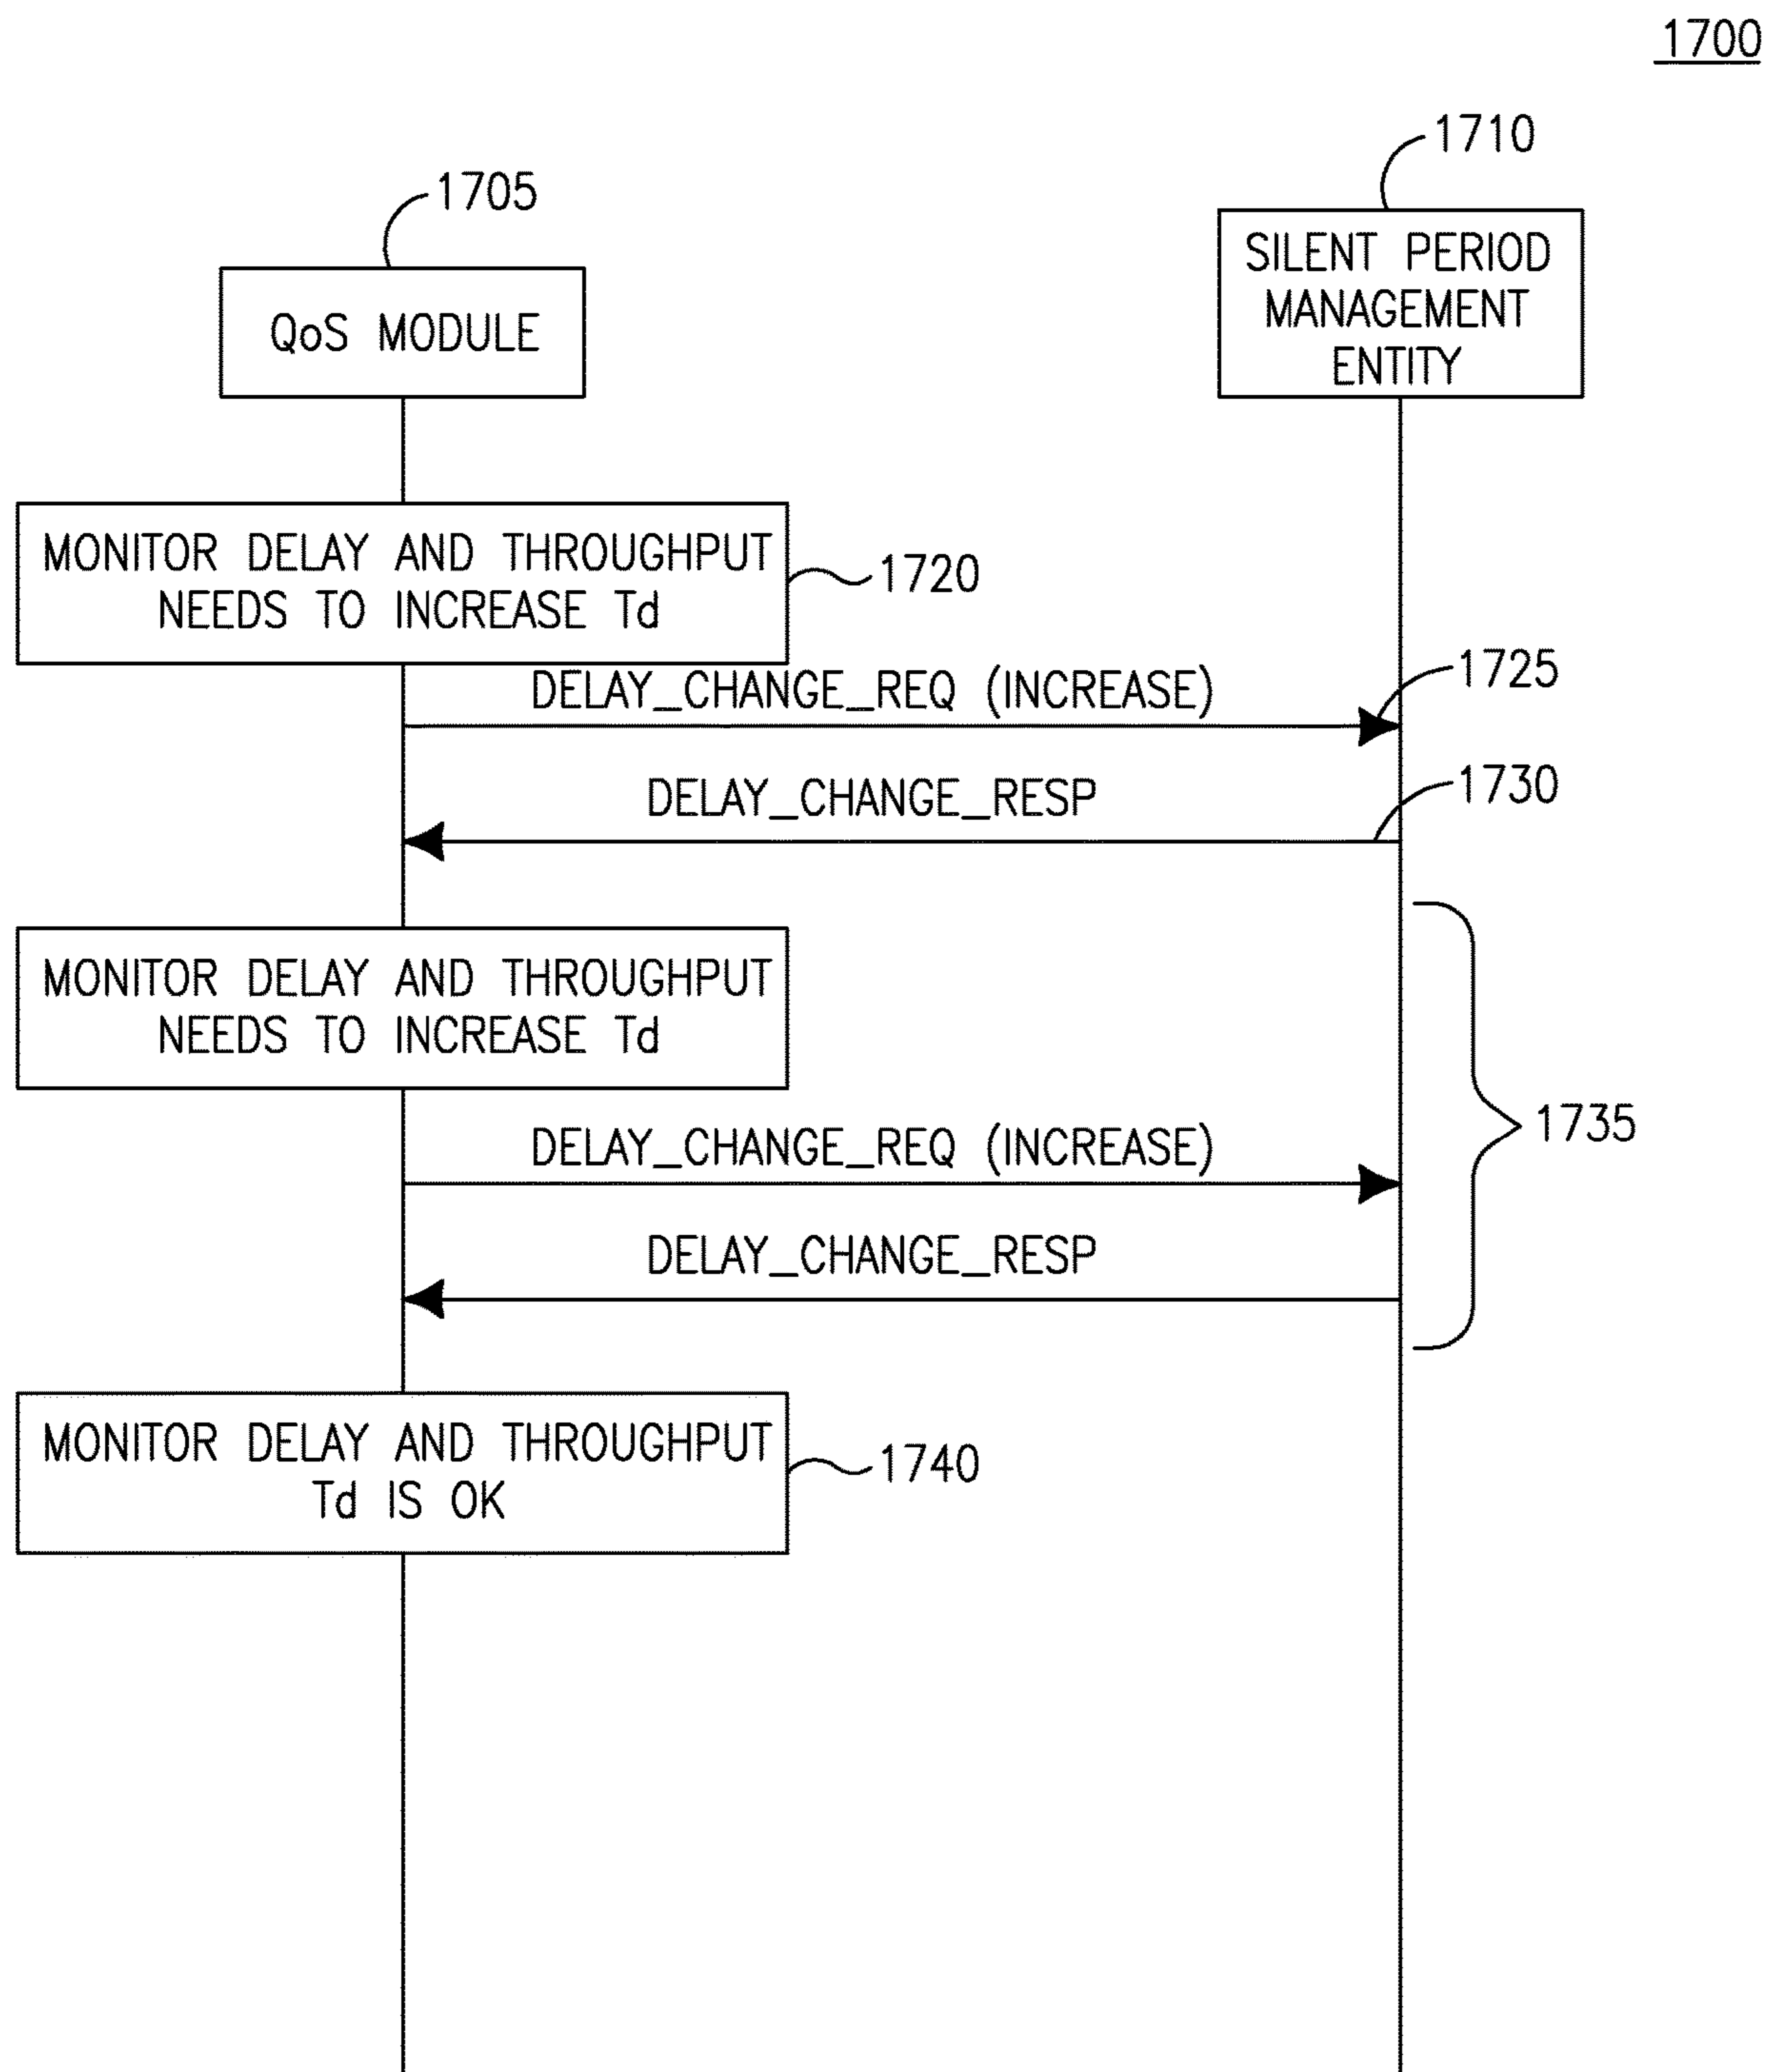 1700
1710
1705
SILENT PERIOD
MANAGEMENT
ENTITY
QoS MODULE
MONITOR DELAY AND THROUGHPUT
NEEDS TO INCREASE Td
1720
DELAY_CHANGE_REQ (INCREASE)
1725
DELAY_CHANGE_RESP
1730
MONITOR DELAY AND THROUGHPUT
NEEDS TO INCREASE Td
DELAY_CHANGE_REQ (INCREASE)
1735
DELAY_CHANGE_RESP
MONITOR DELAY AND THROUGHPUT
Td IS OK
1740